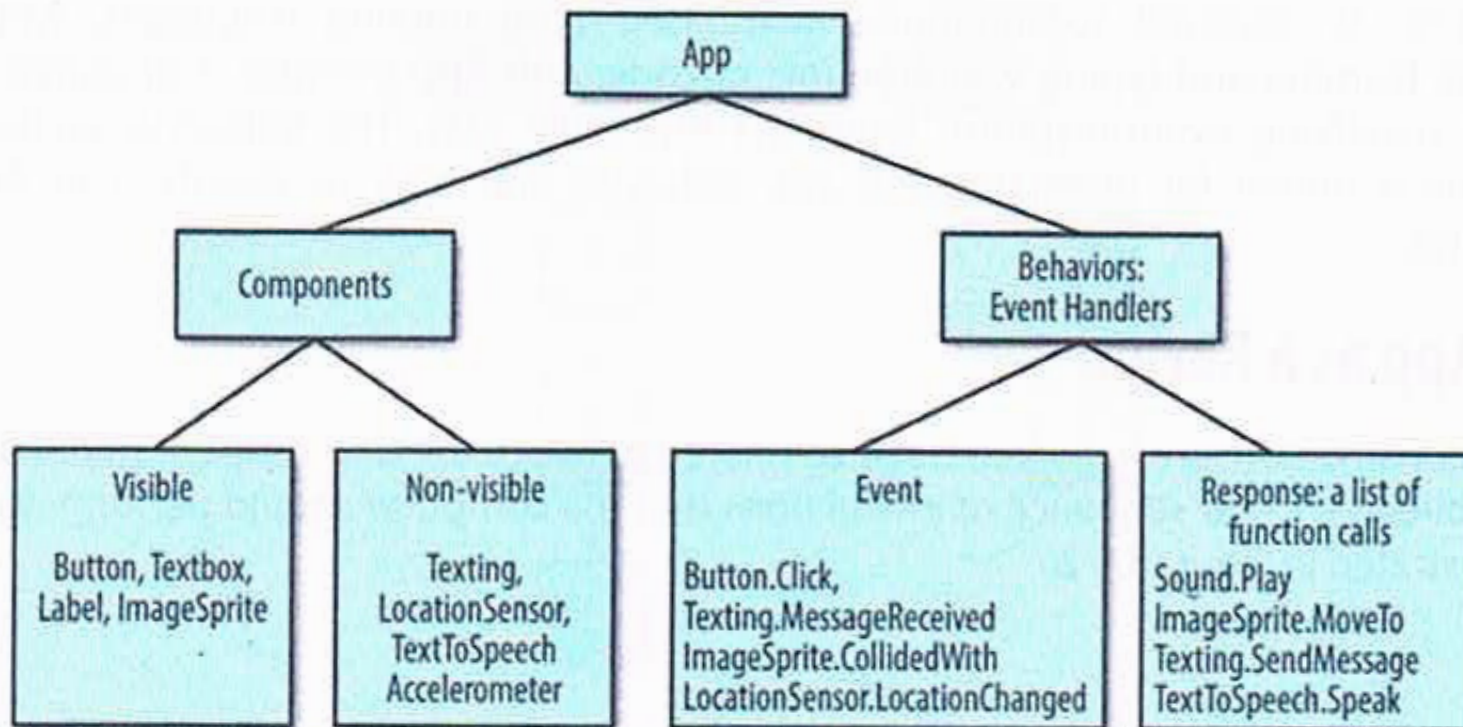 App
Components
Behaviors:
Event Handlers
Visible
Button, Textbox,
Label, ImageSprite
Non-visible
Texting,
LocationSensor,
TextToSpeech
Accelerometer
Event
Button.Click,
Texting.MessageReceived
ImageSprite.CollidedWith
LocationSensor.LocationChanged
Response: a list of
function calls
Sound.Play
ImageSprite.MoveTo
Texting.SendMessage
TextToSpeech.Speak